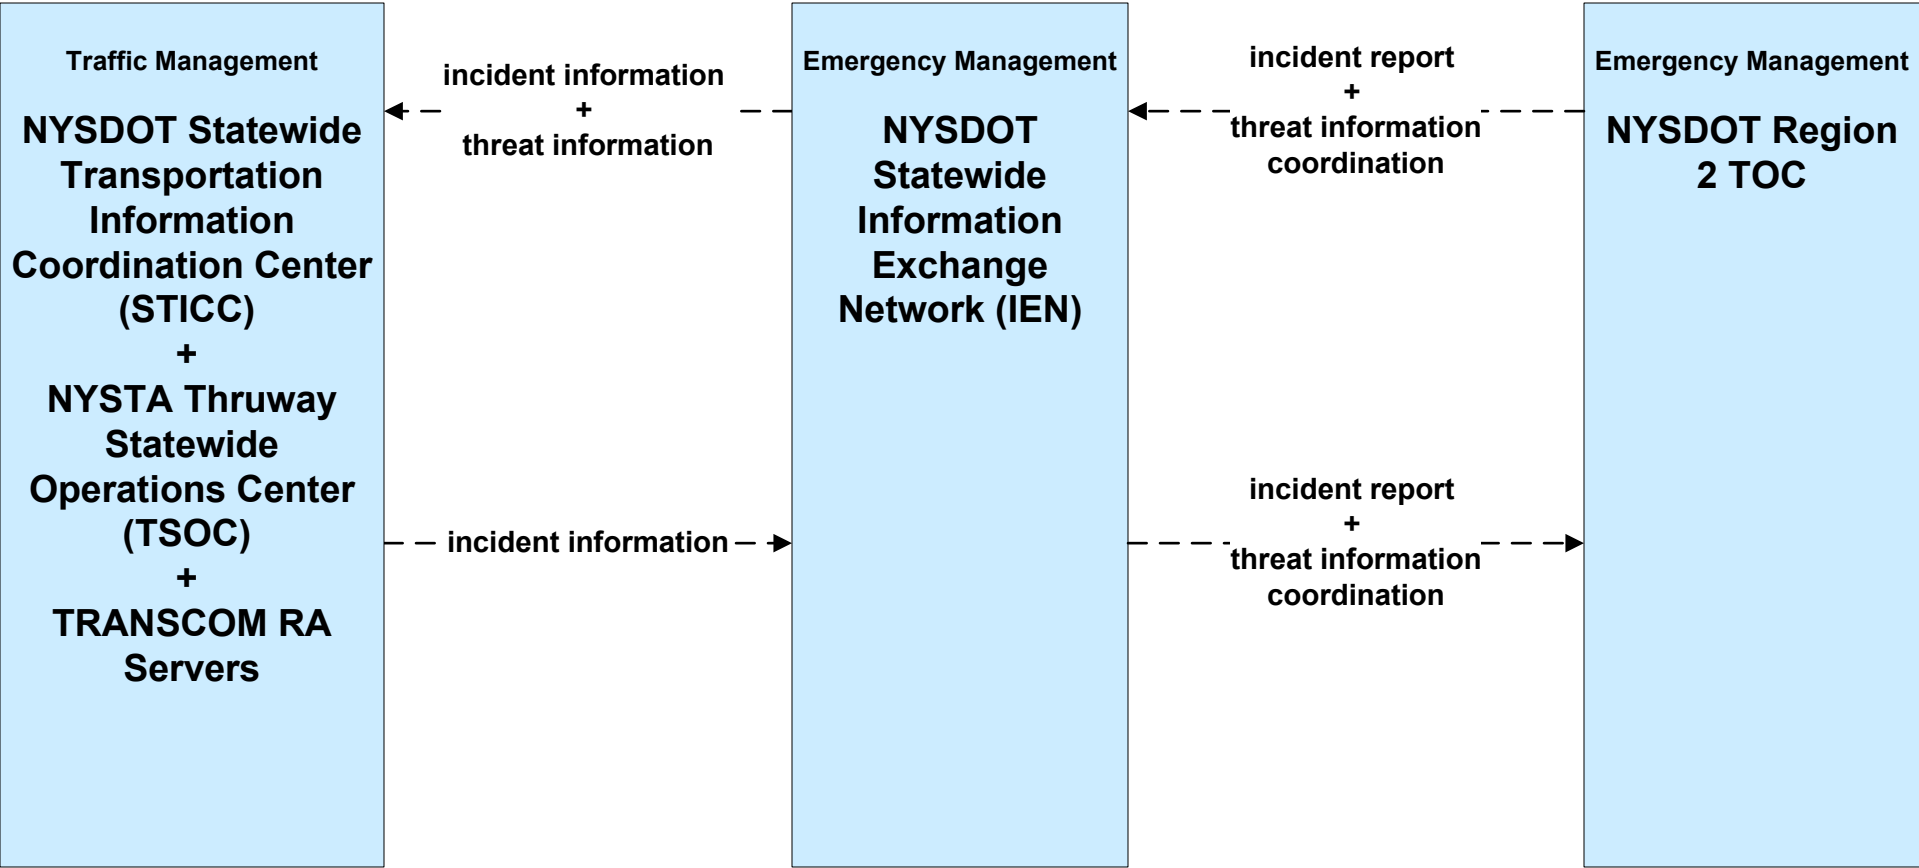 Traffic Management
NYSDOT Statewide
Transportation
Information
Coordination Center
(STICC)
+
NYSTA Thruway
Statewide
Operations Center
(TSOC)
+
TRANSCOM RA
Servers
incident information
+
threat information
incident information
Emergency Management
NYSDOT
Statewide
Information
Exchange
Network (IEN)
incident report
+
threat information
coordination
incident report
+
threat information
coordination
Emergency Management
NYSDOT Region
2 TOC